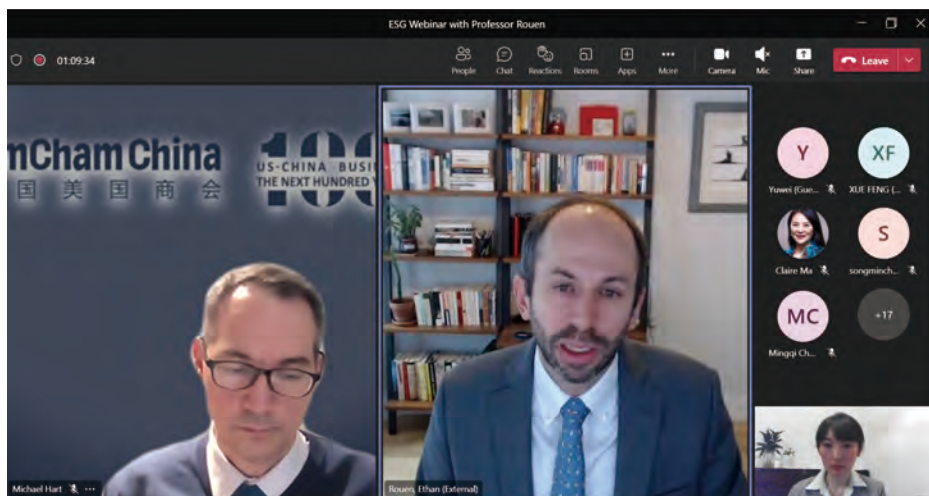 ESG Webinar with Professor Rouen
01:09:34
People
Chat
Reactions
Rooms
Apps
More
Camera
Mic
Share
Leave
mCham China
国美国商会
100
US-CHINA BUSI
THE NEXT HUNDRED Y
Y
XF
Yuwei (Gue...
XUE FENG (...
S
Claire Ma
songminch...
MC
+17
Mingqi Ch...
Michael Hart
Rouen, Ethan (External)